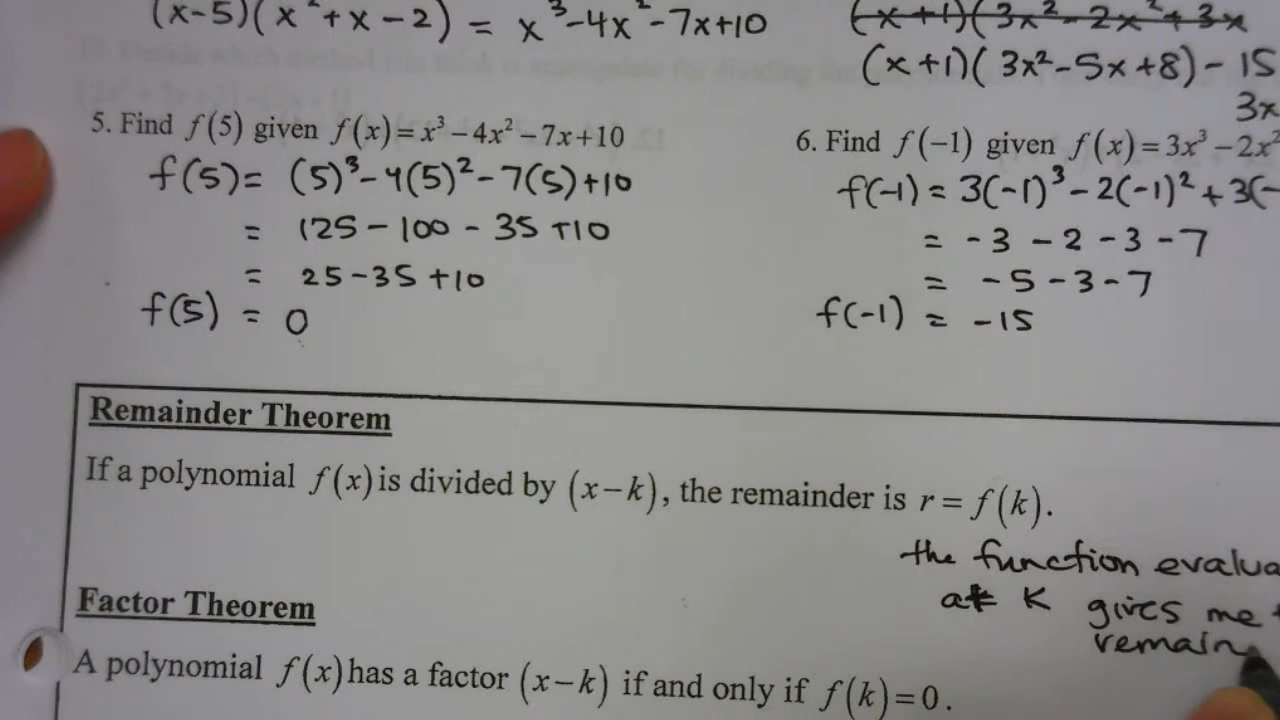 (x-5)(x²+x-2) = x³-4x²-7x+10
(x+1)(3x²-2x²+3x
(x+1)(3x²-5x+8)-15
3x
5. Find f(5) given f(x)=x³-4x²-7x+10
f(5)= (5)³-4(5)²-7(5)+10
= 125-100-35+10
= 25-35+10
f(5) = 0
6. Find f(-1) given f(x)=3x³-2x²
f(-1) = 3(-1)³-2(-1)²+3(-
= -3-2-3-7
= -5-3-7
f(-1) = -15
Remainder Theorem
If a polynomial f(x) is divided by (x-k), the remainder is r=f(k).
the function evalua
at K gives me
remain
Factor Theorem
A polynomial f(x) has a factor (x-k) if and only if f(k)=0.